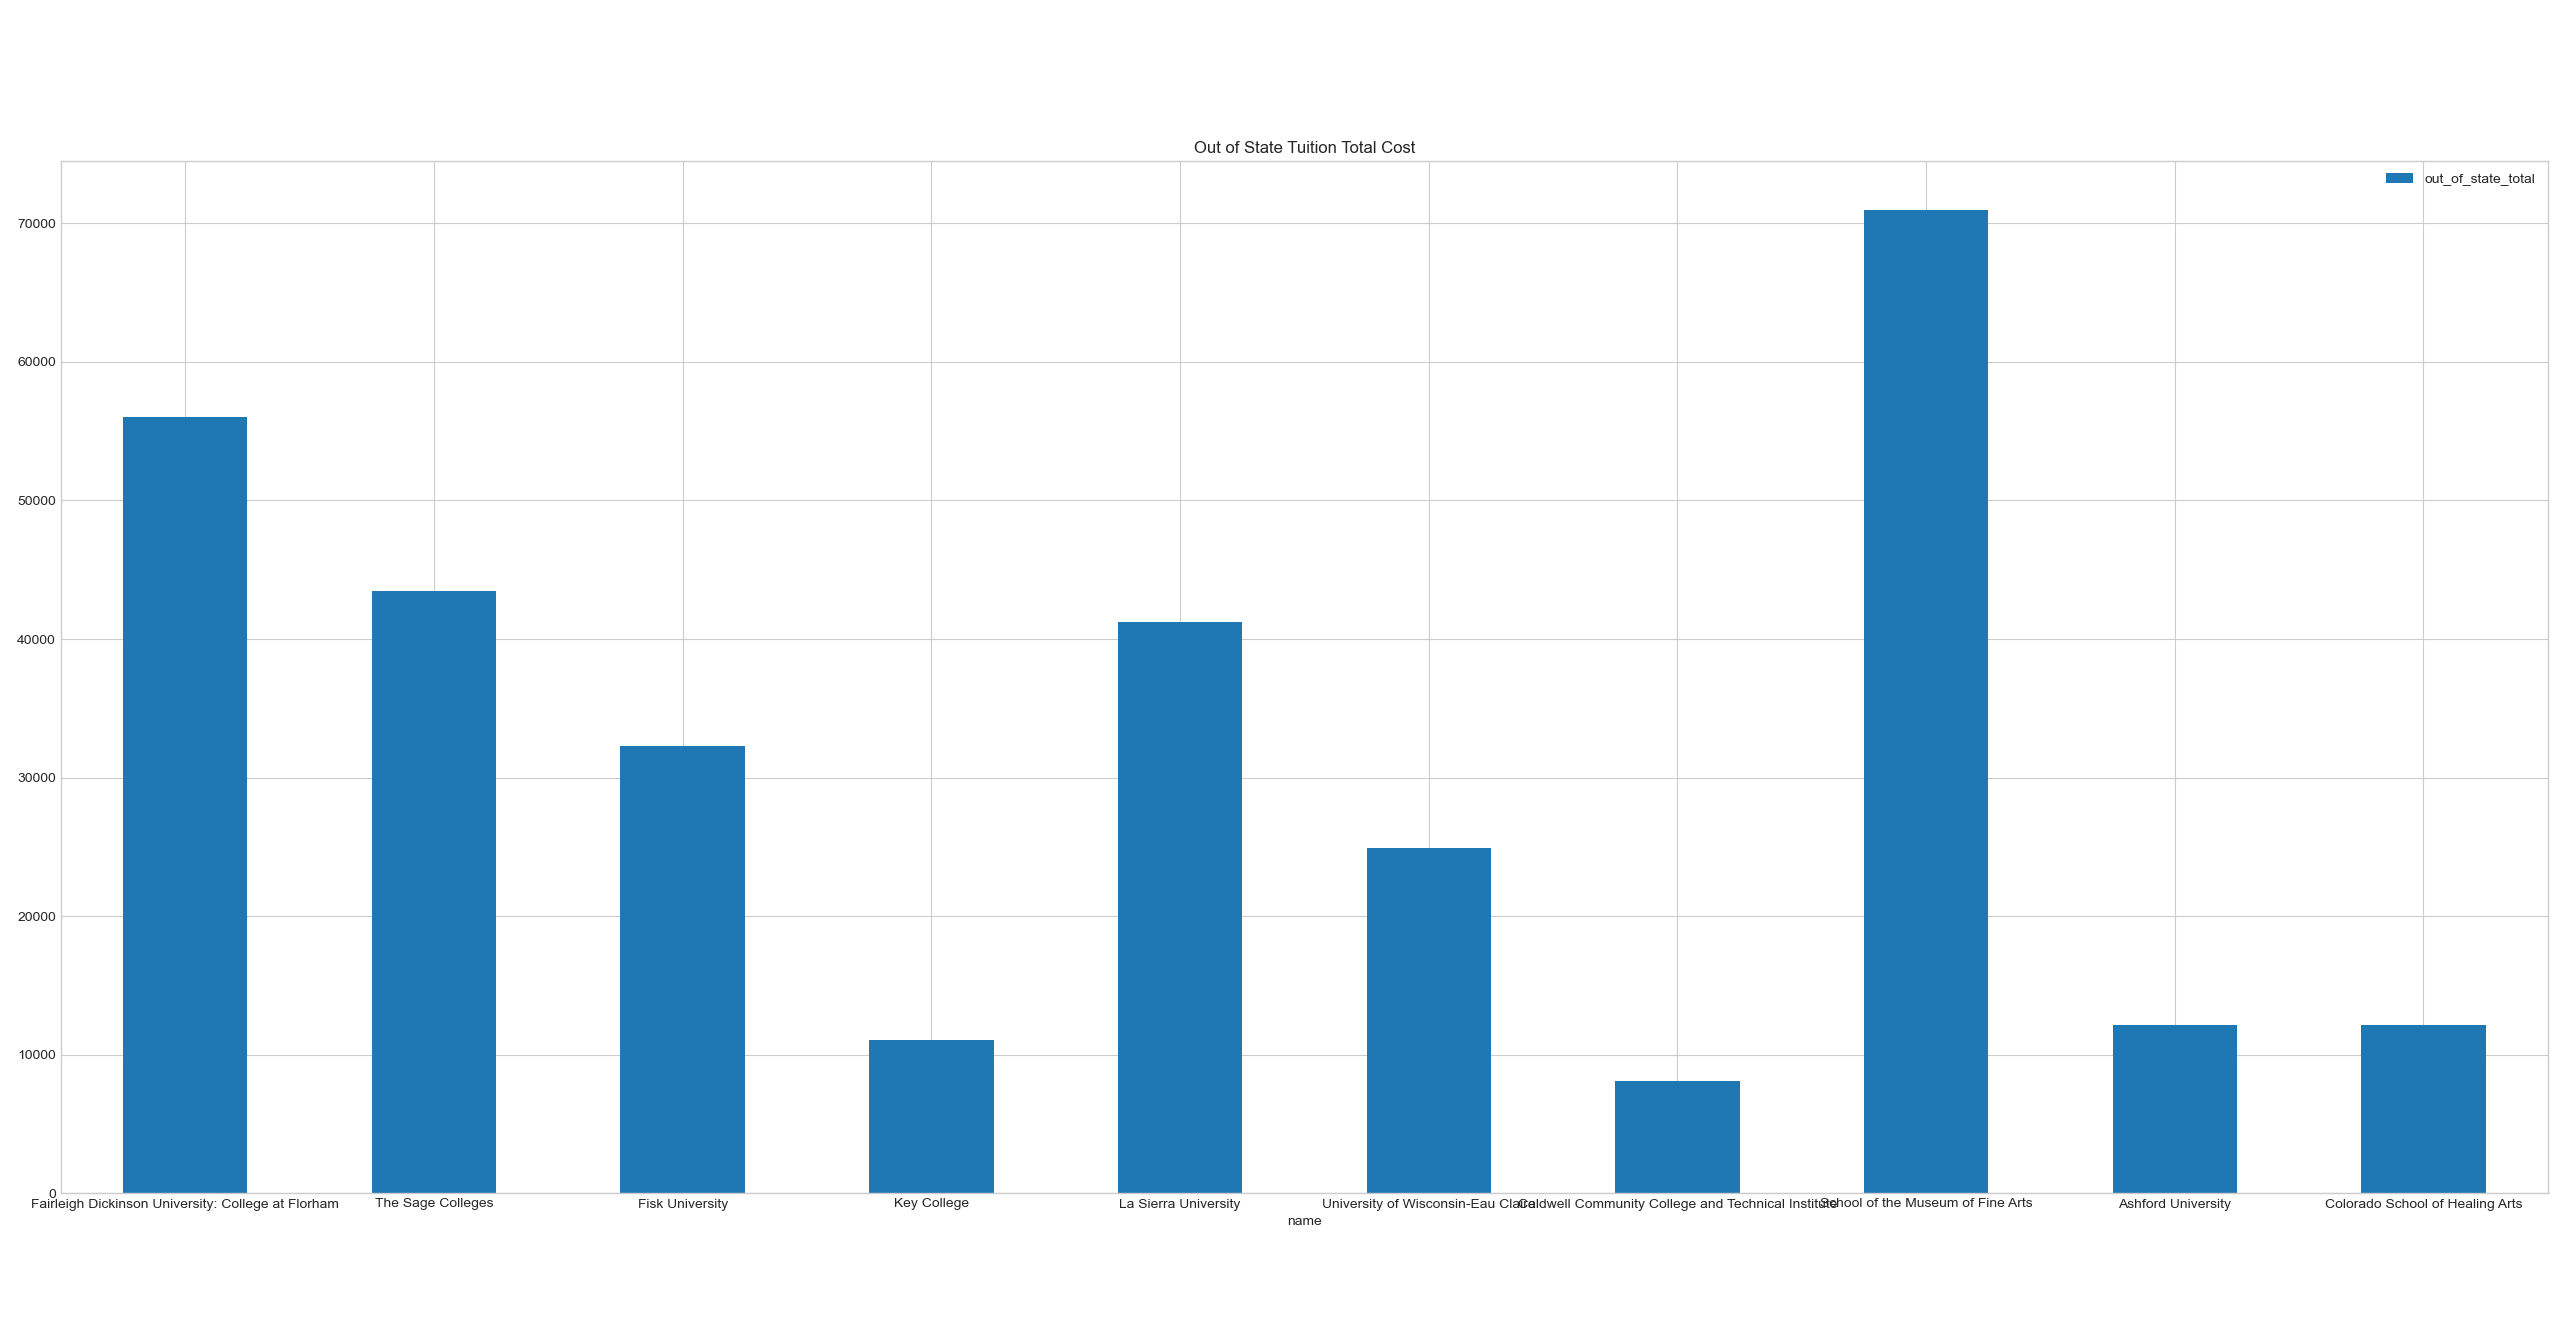 Out of State Tuition Total Cost
out_of_state_total
70000
60000
50000
40000
30000
20000
10000
0
Fairleigh Dickinson University: College at Florham
The Sage Colleges
Fisk University
Key College
La Sierra University
University of Wisconsin-Eau Claire
Caldwell Community College and Technical Institute
School of the Museum of Fine Arts
Ashford University
Colorado School of Healing Arts
name